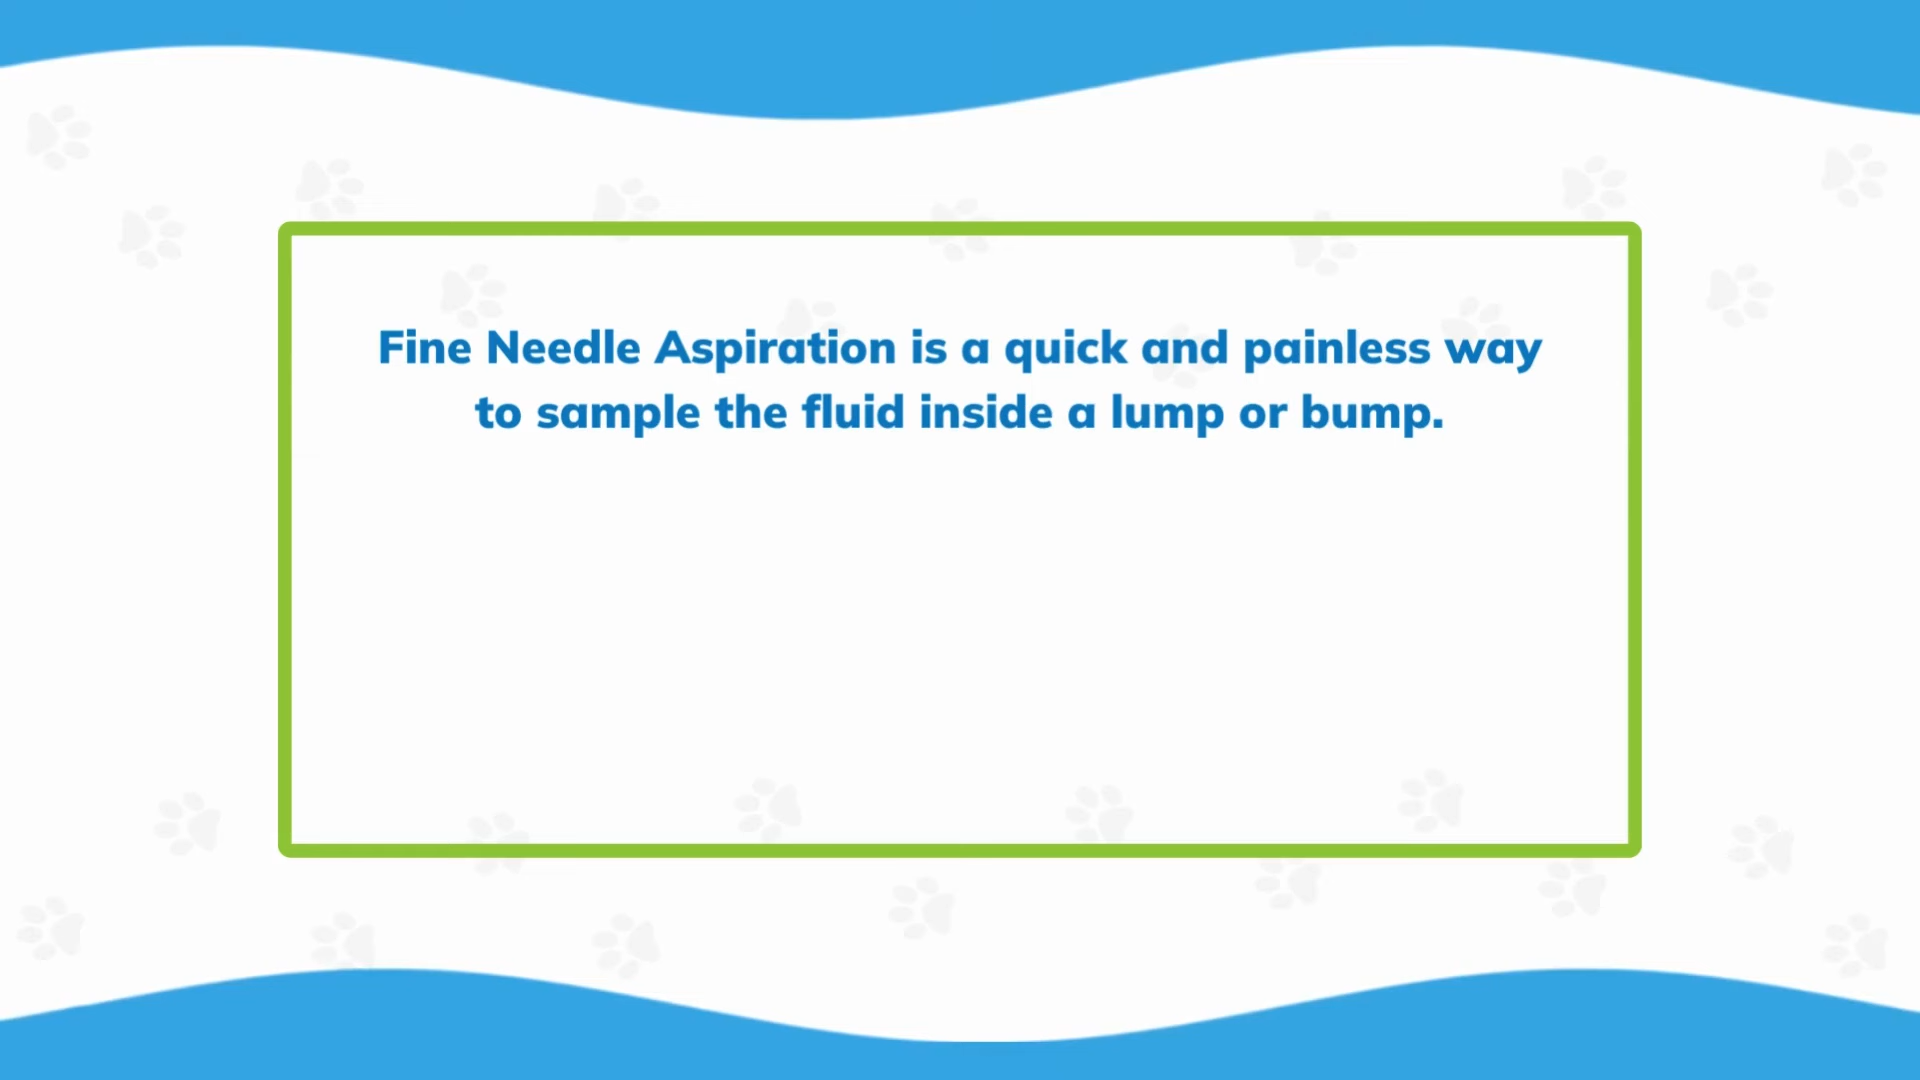 Fine Needle Aspiration is a quick and painless way
to sample the fluid inside a lump or bump.